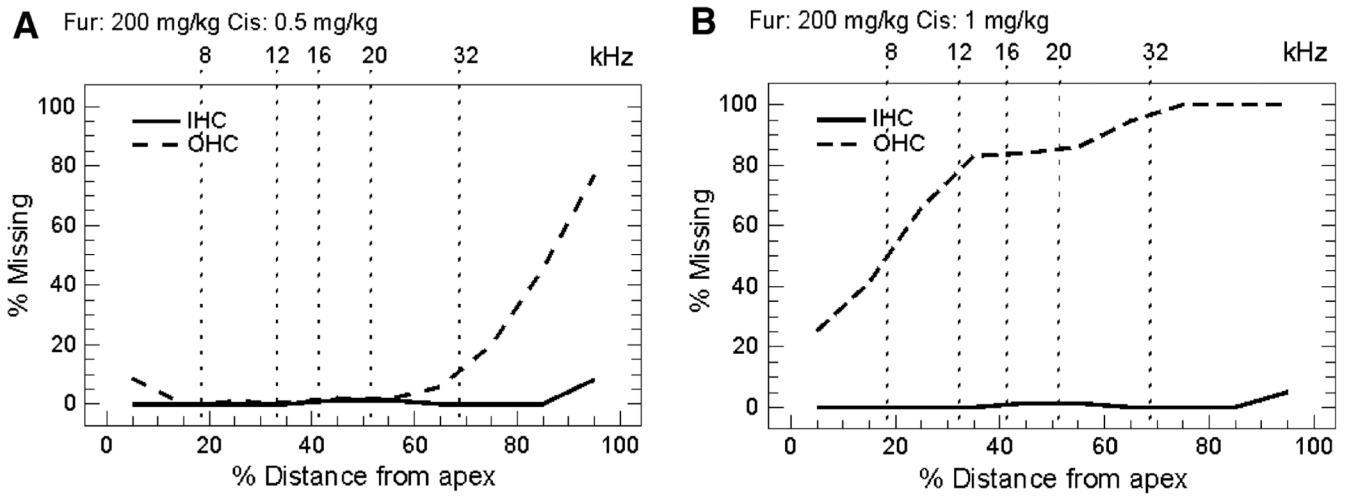 A Fur: 200 mg/kg Cis: 0.5 mg/kg
8 12 16 20 32 kHz
100
80
60
40
20
0
% Missing
IHC
OHC
0 20 40 60 80 100
% Distance from apex
B Fur: 200 mg/kg Cis: 1 mg/kg
8 12 16 20 32 kHz
100
80
60
40
20
0
% Missing
IHC
OHC
0 20 40 60 80 100
% Distance from apex